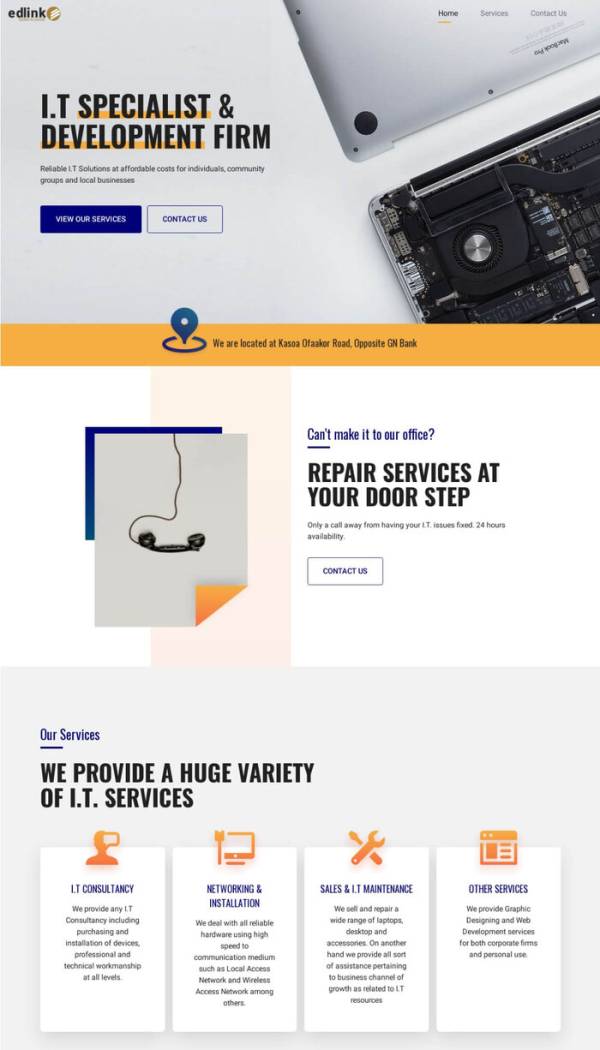 edlink
Home Services Contact Us
MacBook Pro
I.T SPECIALIST &
DEVELOPMENT FIRM
Reliable I.T Solutions at affordable costs for individuals, community
groups and local businesses
VIEW OUR SERVICES
CONTACT US
We are located at Kasoa Ofaakor Road, Opposite GN Bank
Can't make it to our office?
REPAIR SERVICES AT
YOUR DOOR STEP
Only a call away from having your I.T. issues fixed. 24 hours
availability.
CONTACT US
Our Services
WE PROVIDE A HUGE VARIETY
OF I.T. SERVICES
I.T CONSULTANCY
We provide any I.T
Consultancy including
purchasing and
installation of devices,
professional and
technical workmanship
at all levels.
NETWORKING &
INSTALLATION
We deal with all reliable
hardware using high
speed to
communication medium
such as Local Access
Network and Wireless
Access Network among
others.
SALES & I.T MAINTENANCE
We sell and repair a
wide range of laptops,
desktop and
accessories. On another
hand we provide all sort
of assistance pertaining
to business channel of
growth as related to I.T
resources
OTHER SERVICES
We provide Graphic
Designing and Web
Development services
for both corporate firms
and personal use.